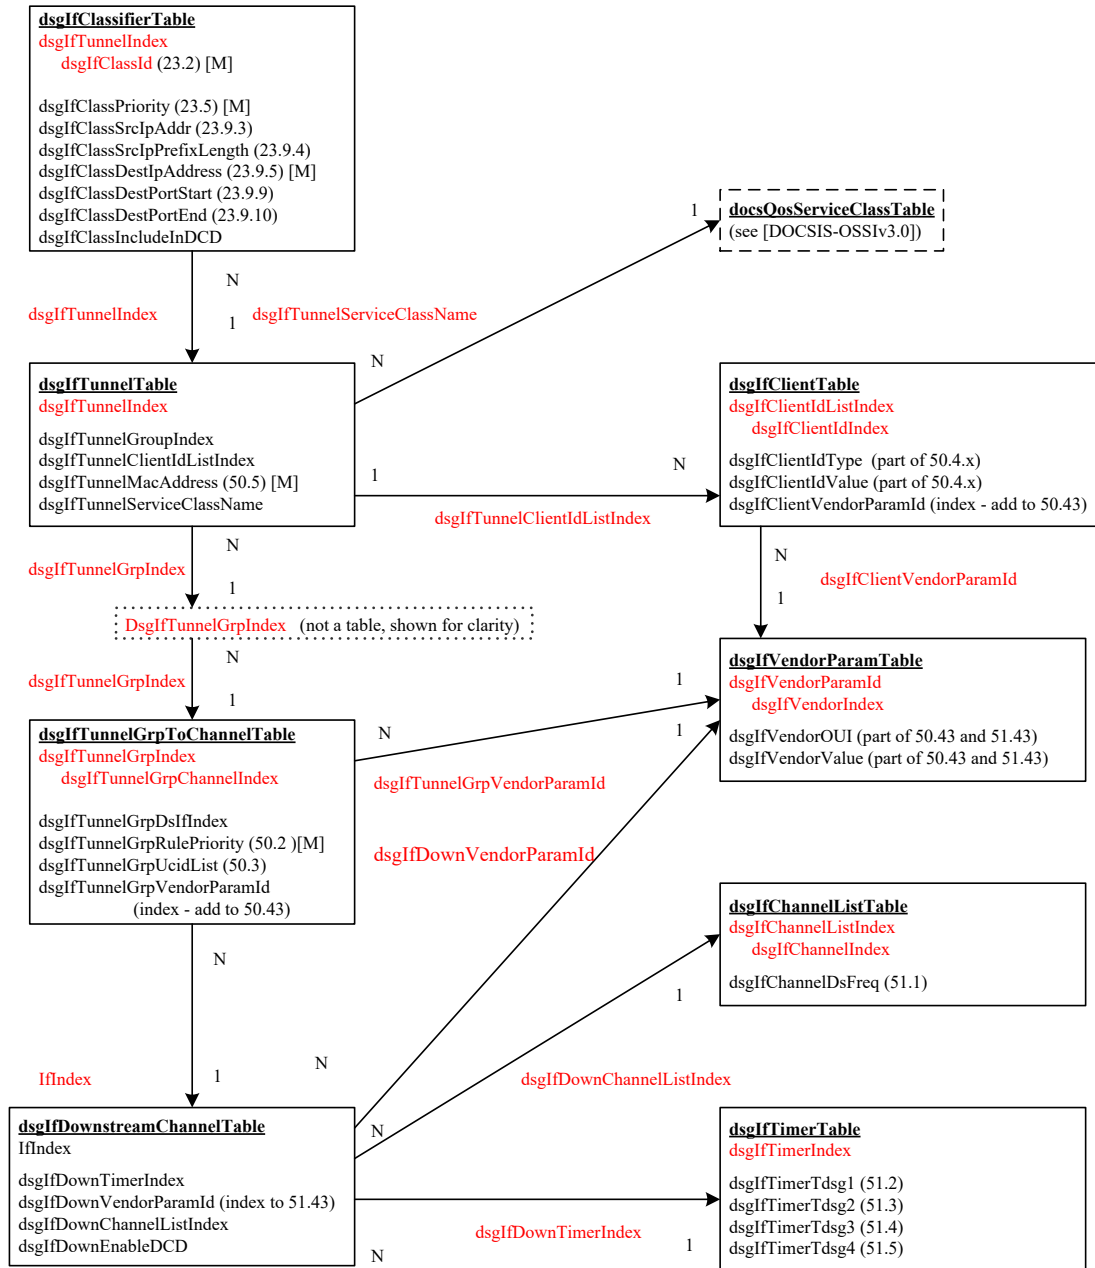 dsgIfClassifierTable
dsgIfTunnelIndex
dsgIfClassId (23.2) [M]
dsgIfClassPriority (23.5) [M]
dsgIfClassSrcIpAddr (23.9.3)
dsgIfClassSrcIpPrefixLength (23.9.4)
dsgIfClassDestIpAddress (23.9.5) [M]
dsgIfClassDestPortStart (23.9.9)
dsgIfClassDestPortEnd (23.9.10)
dsgIfClassIncludeInDCD
1
docsQosServiceClassTable
(see [DOCSIS-OSSIv3.0])
N
dsgIfTunnelIndex
1
dsgIfTunnelServiceClassName
N
dsgIfTunnelTable
dsgIfTunnelIndex
dsgIfTunnelGroupIndex
dsgIfTunnelClientIdListIndex
dsgIfTunnelMacAddress (50.5) [M]
dsgIfTunnelServiceClassName
1
N
dsgIfTunnelClientIdListIndex
dsgIfClientTable
dsgIfClientIdListIndex
dsgIfClientIdIndex
dsgIfClientIdType (part of 50.4.x)
dsgIfClientIdValue (part of 50.4.x)
dsgIfClientVendorParamId (index - add to 50.43)
N
dsgIfTunnelGrpIndex
1
N
dsgIfClientVendorParamId
1
DsgIfTunnelGrpIndex (not a table, shown for clarity)
N
dsgIfTunnelGrpIndex
1
dsgIfVendorParamTable
dsgIfVendorParamId
dsgIfVendorIndex
dsgIfVendorOUI (part of 50.43 and 51.43)
dsgIfVendorValue (part of 50.43 and 51.43)
1
1
N
dsgIfTunnelGrpVendorParamId
dsgIfTunnelGrpToChannelTable
dsgIfTunnelGrpIndex
dsgIfTunnelGrpChannelIndex
dsgIfTunnelGrpDsIfIndex
dsgIfTunnelGrpRulePriority (50.2 )[M]
dsgIfTunnelGrpUcidList (50.3)
dsgIfTunnelGrpVendorParamId
(index - add to 50.43)
dsgIfDownVendorParamId
dsgIfChannelListTable
dsgIfChannelListIndex
dsgIfChannelIndex
dsgIfChannelDsFreq (51.1)
N
1
N
dsgIfDownChannelListIndex
IfIndex
1
dsgIfDownstreamChannelTable
IfIndex
dsgIfDownTimerIndex
dsgIfDownVendorParamId (index to 51.43)
dsgIfDownChannelListIndex
dsgIfDownEnableDCD
N
dsgIfDownTimerIndex
1
N
dsgIfTimerTable
dsgIfTimerIndex
dsgIfTimerTdsg1 (51.2)
dsgIfTimerTdsg2 (51.3)
dsgIfTimerTdsg3 (51.4)
dsgIfTimerTdsg4 (51.5)